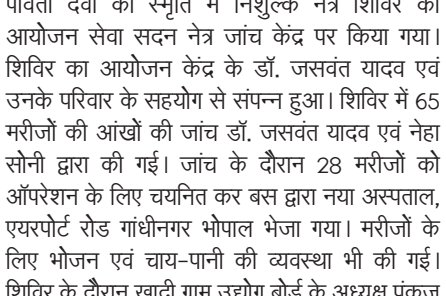 पार्वती देवी की स्मृति में निशुल्क नेत्र शिविर का
आयोजन सेवा सदन नेत्र जांच केंद्र पर किया गया।
शिविर का आयोजन केंद्र के डॉ. जसवंत यादव एवं
उनके परिवार के सहयोग से संपन्न हुआ। शिविर में 65
मरीजों की आंखों की जांच डॉ. जसवंत यादव एवं नेहा
सोनी द्वारा की गई। जांच के दौरान 28 मरीजों को
ऑपरेशन के लिए चयनित कर बस द्वारा नया अस्पताल,
एयरपोर्ट रोड गांधीनगर भोपाल भेजा गया। मरीजों के
लिए भोजन एवं चाय-पानी की व्यवस्था भी की गई।
शिविर के दौरान खादी ग्राम उद्योग बोर्ड के अध्यक्ष पंकज